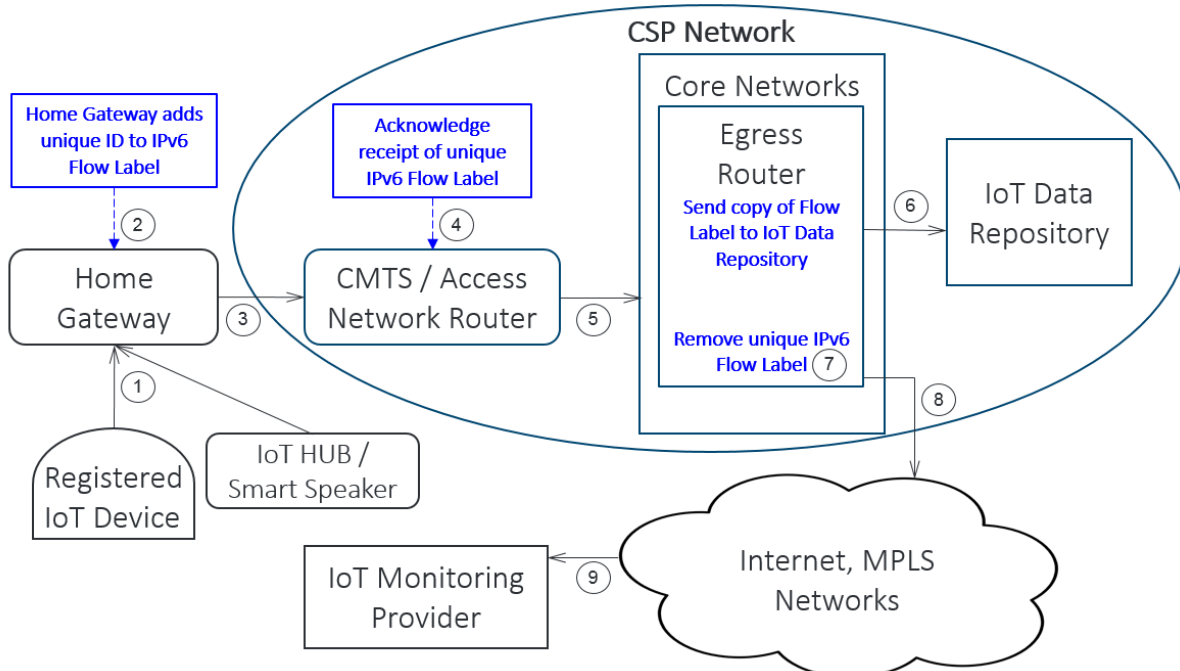 CSP Network
Core Networks
Home Gateway adds
unique ID to IPv6
Flow Label
Acknowledge
receipt of unique
IPv6 Flow Label
Egress
Router
Send copy of Flow
Label to IoT Data
Repository
6
IoT Data
Repository
2
4
Home
Gateway
3
CMTS / Access
Network Router
5
Remove unique IPv6
Flow Label
7
8
1
Registered
IoT Device
IoT HUB /
Smart Speaker
IoT Monitoring
Provider
9
Internet, MPLS
Networks